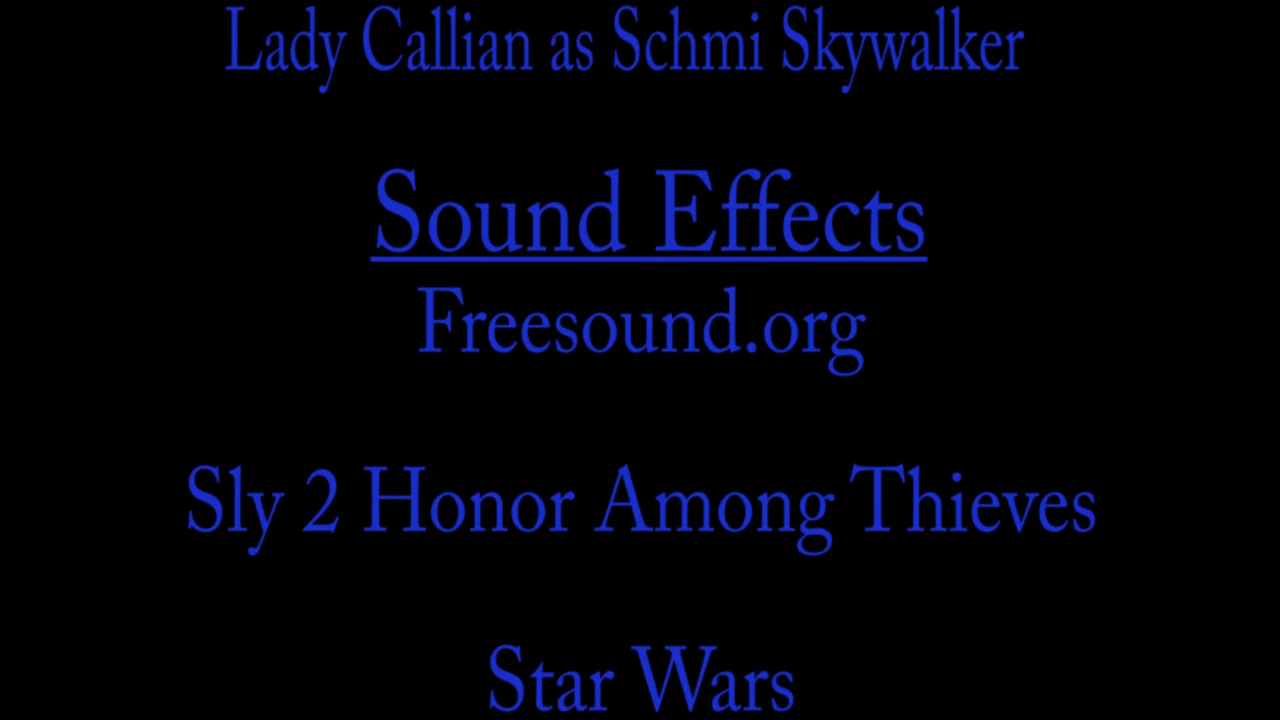 Lady Callian as Schmi Skywalker
Sound Effects
Freesound.org
Sly 2 Honor Among Thieves
Star Wars